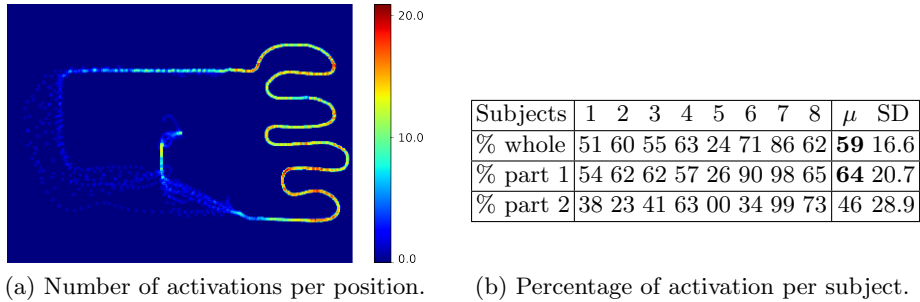 20.0
10.0
0.0
(a) Number of activations per position.
Subjects 1 2 3 4 5 6 7 8 μ SD
% whole 51 60 55 63 24 71 86 62 59 16.6
% part 1 54 62 62 57 26 90 98 65 64 20.7
% part 2 38 23 41 63 00 34 99 73 46 28.9
(b) Percentage of activation per subject.